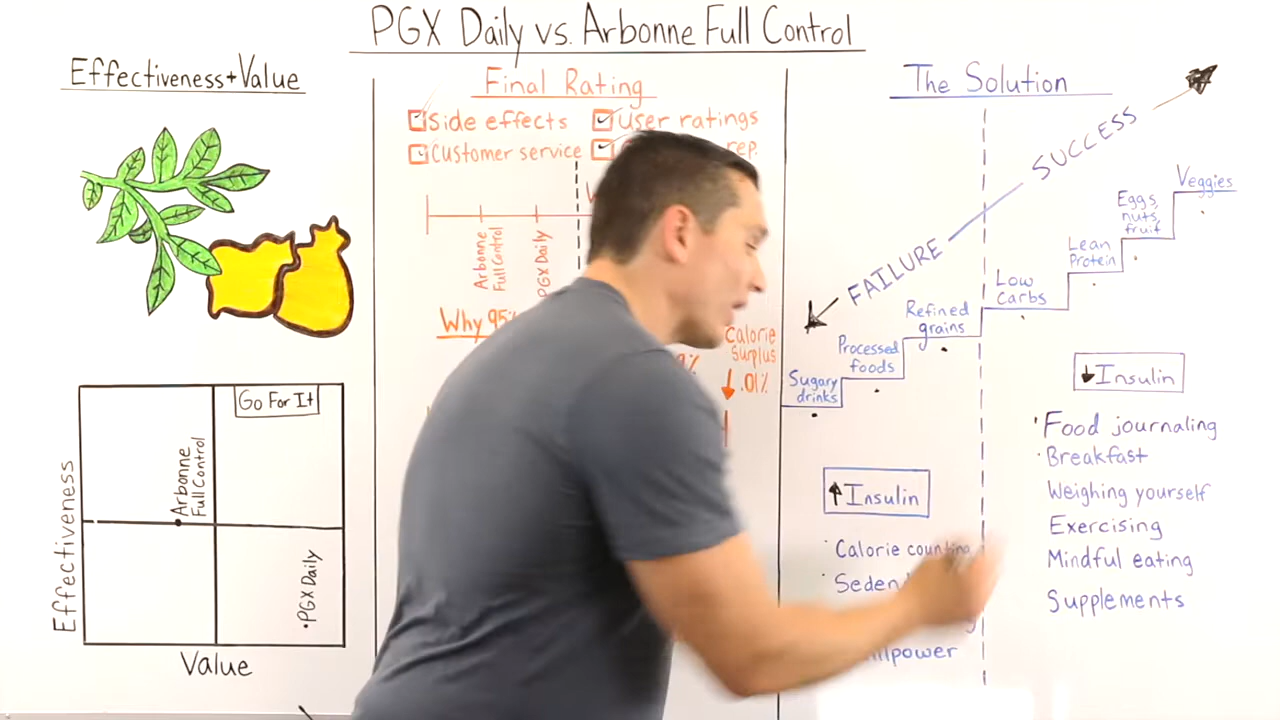 PGX Daily vs. Arbonne Full Control
Effectiveness+Value
Go For It
Arbonne
Full Control
PGX Daily
Effectiveness
Value
Final Rating
Side effects
User ratings
Customer service
rep.
Arbonne
Full Control
PGX Daily
Why 95%
Calorie
Surplus
.01%
The Solution
SUCCESS
FAILURE
Sugary
drinks
Processed
foods
Refined
grains
Low
Carbs
Lean
Protein
Eggs,
nuts,
fruit
Veggies
Insulin
Calorie counting
Insulin
Food journaling
Breakfast
Weighing yourself
Exercising
Mindful eating
Supplements